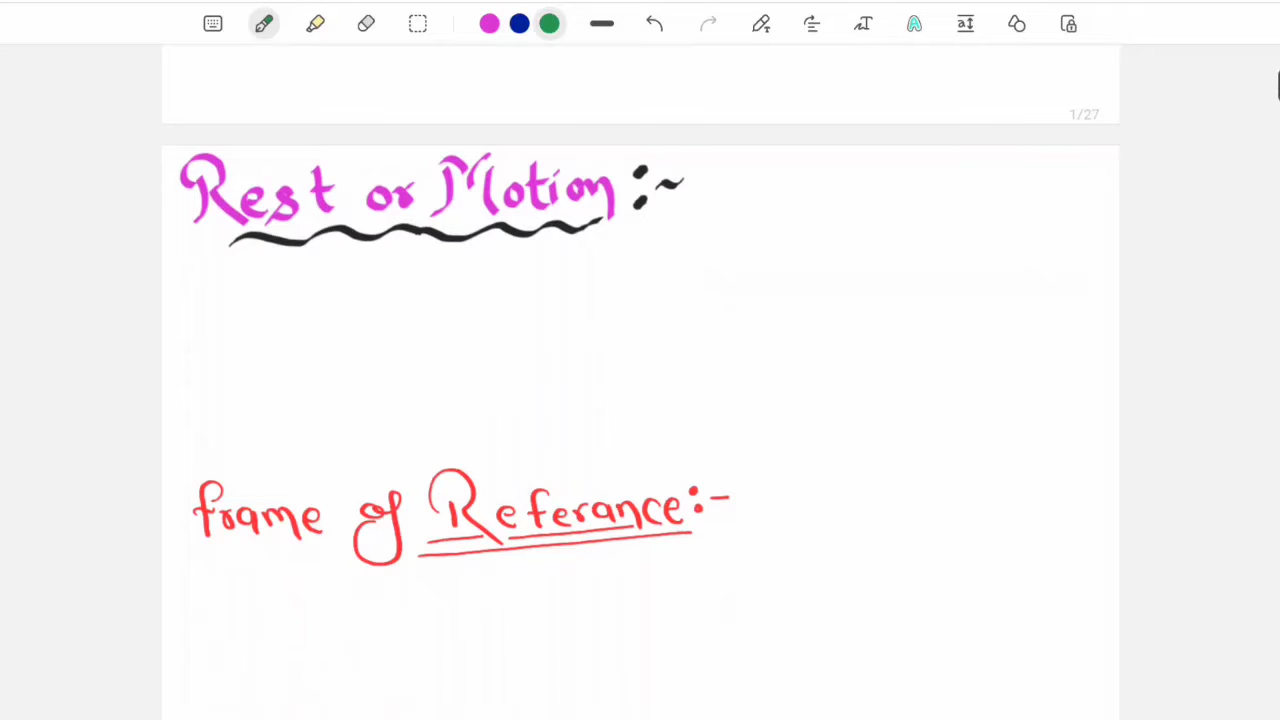 1/27
Rest or Motion :~
frame of Referance:-